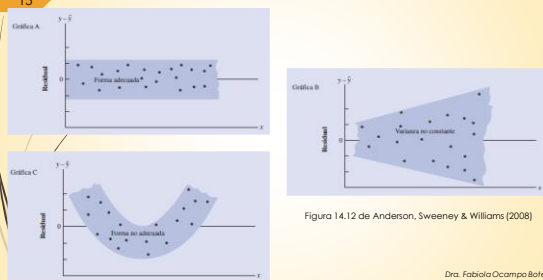 15
Gráfica A
y – ŷ
Residual
0
Forma adecuada
x
Gráfica B
y – ŷ
Residual
0
Varianza no constante
x
Gráfica C
y – ŷ
Residual
0
Forma no adecuada
x
Figura 14.12 de Anderson, Sweeney & Williams (2008)
Dra. Fabiola Ocampo Bote